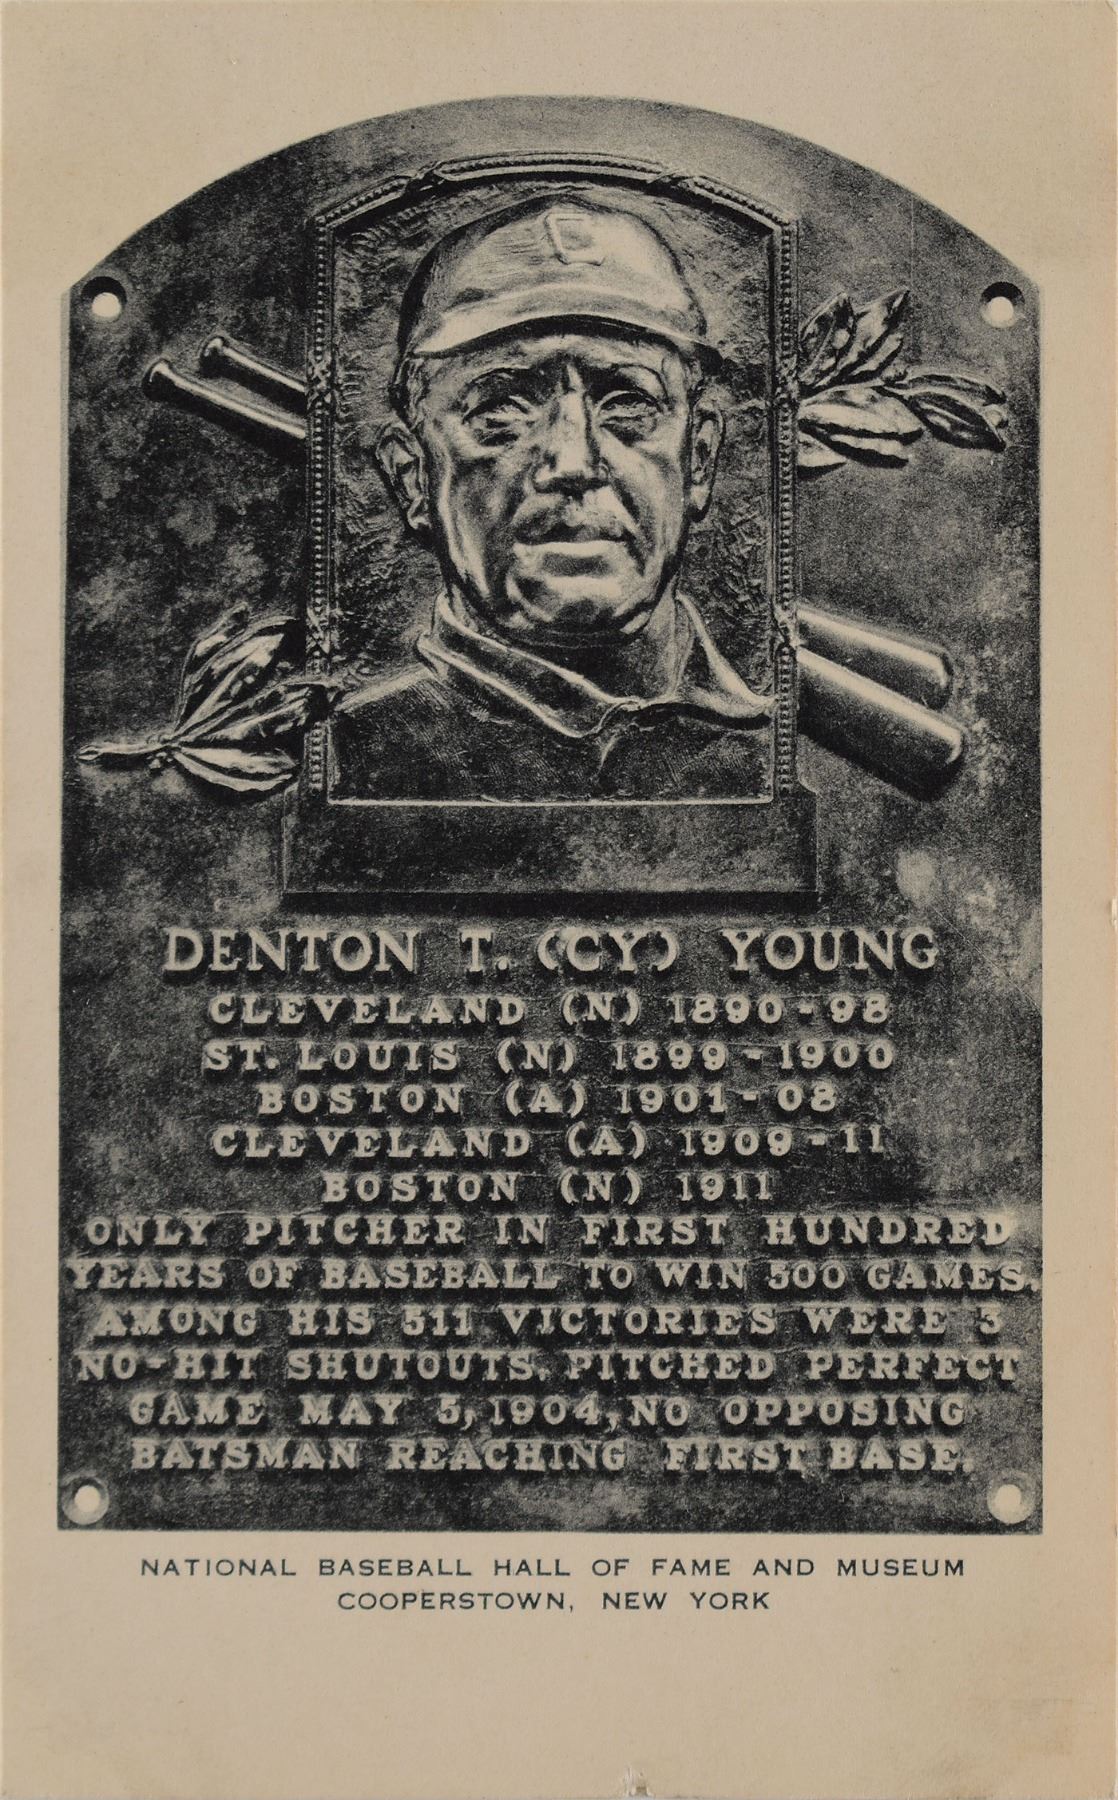 C
DENTON T. (CY) YOUNG
CLEVELAND (N) 1890-98
ST. LOUIS (N) 1899-1900
BOSTON (A) 1901-08
CLEVELAND (A) 1909-11
BOSTON (N) 1911
ONLY PITCHER IN FIRST HUNDRED
YEARS OF BASEBALL TO WIN 500 GAMES.
AMONG HIS 511 VICTORIES WERE 3
NO-HIT SHUTOUTS. PITCHED PERFECT
GAME MAY 5, 1904, NO OPPOSING
BATSMAN REACHING FIRST BASE.
NATIONAL BASEBALL HALL OF FAME AND MUSEUM
COOPERSTOWN, NEW YORK